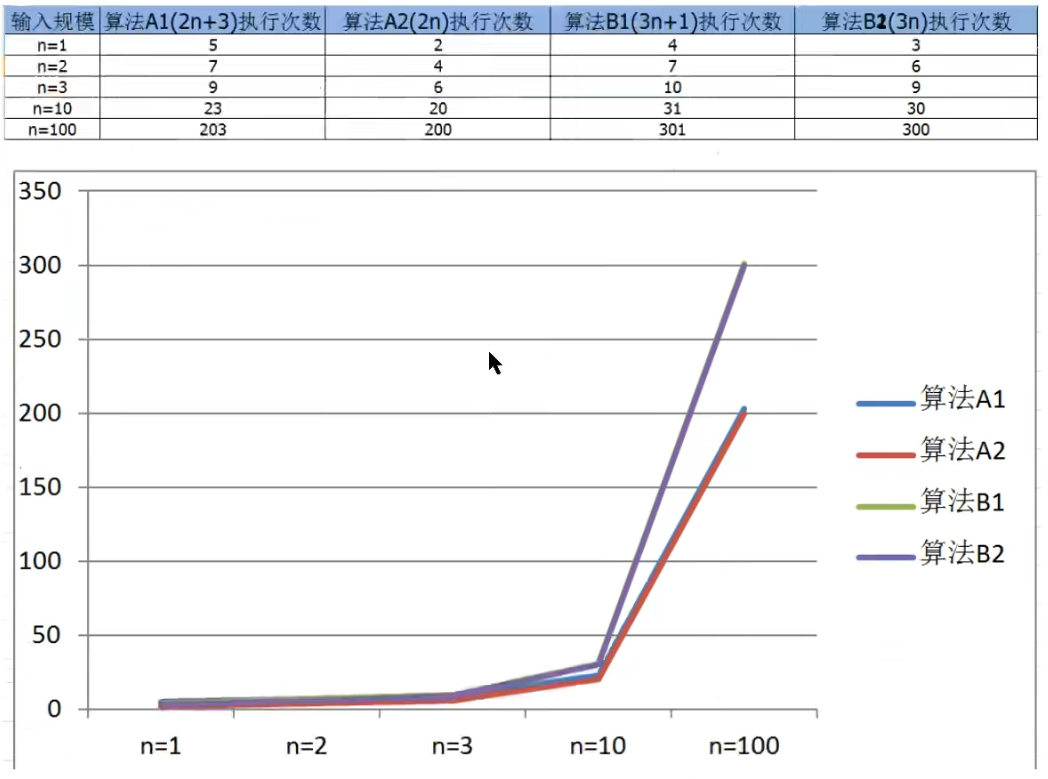 输入规模 算法A1(2n+3)执行次数 算法A2(2n)执行次数 算法B1(3n+1)执行次数 算法B2(3n)执行次数
n=1 5 2 4 3
n=2 7 4 7 6
n=3 9 6 10 9
n=10 23 20 31 30
n=100 203 200 301 300
350
300
250
200
150
100
50
0
n=1 n=2 n=3 n=10 n=100
算法A1
算法A2
算法B1
算法B2